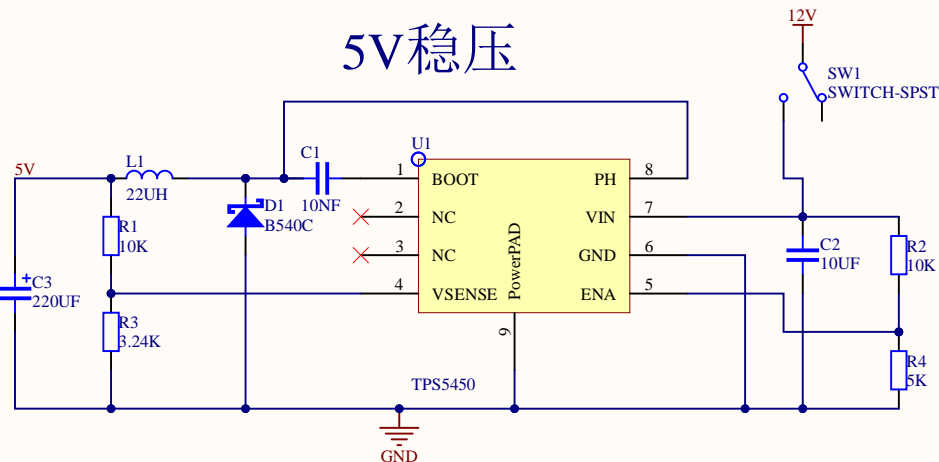 5V稳压
12V
SW1
SWITCH-SPST
5V
L1
22UH
C1
10NF
U1
1
BOOT
PH
8
D1
B540C
2
NC
VIN
7
R1
10K
3
NC
GND
6
C2
10UF
R2
10K
C3
220UF
4
VSENSE
ENA
5
PowerPAD
R3
3.24K
9
R4
5K
TPS5450
GND